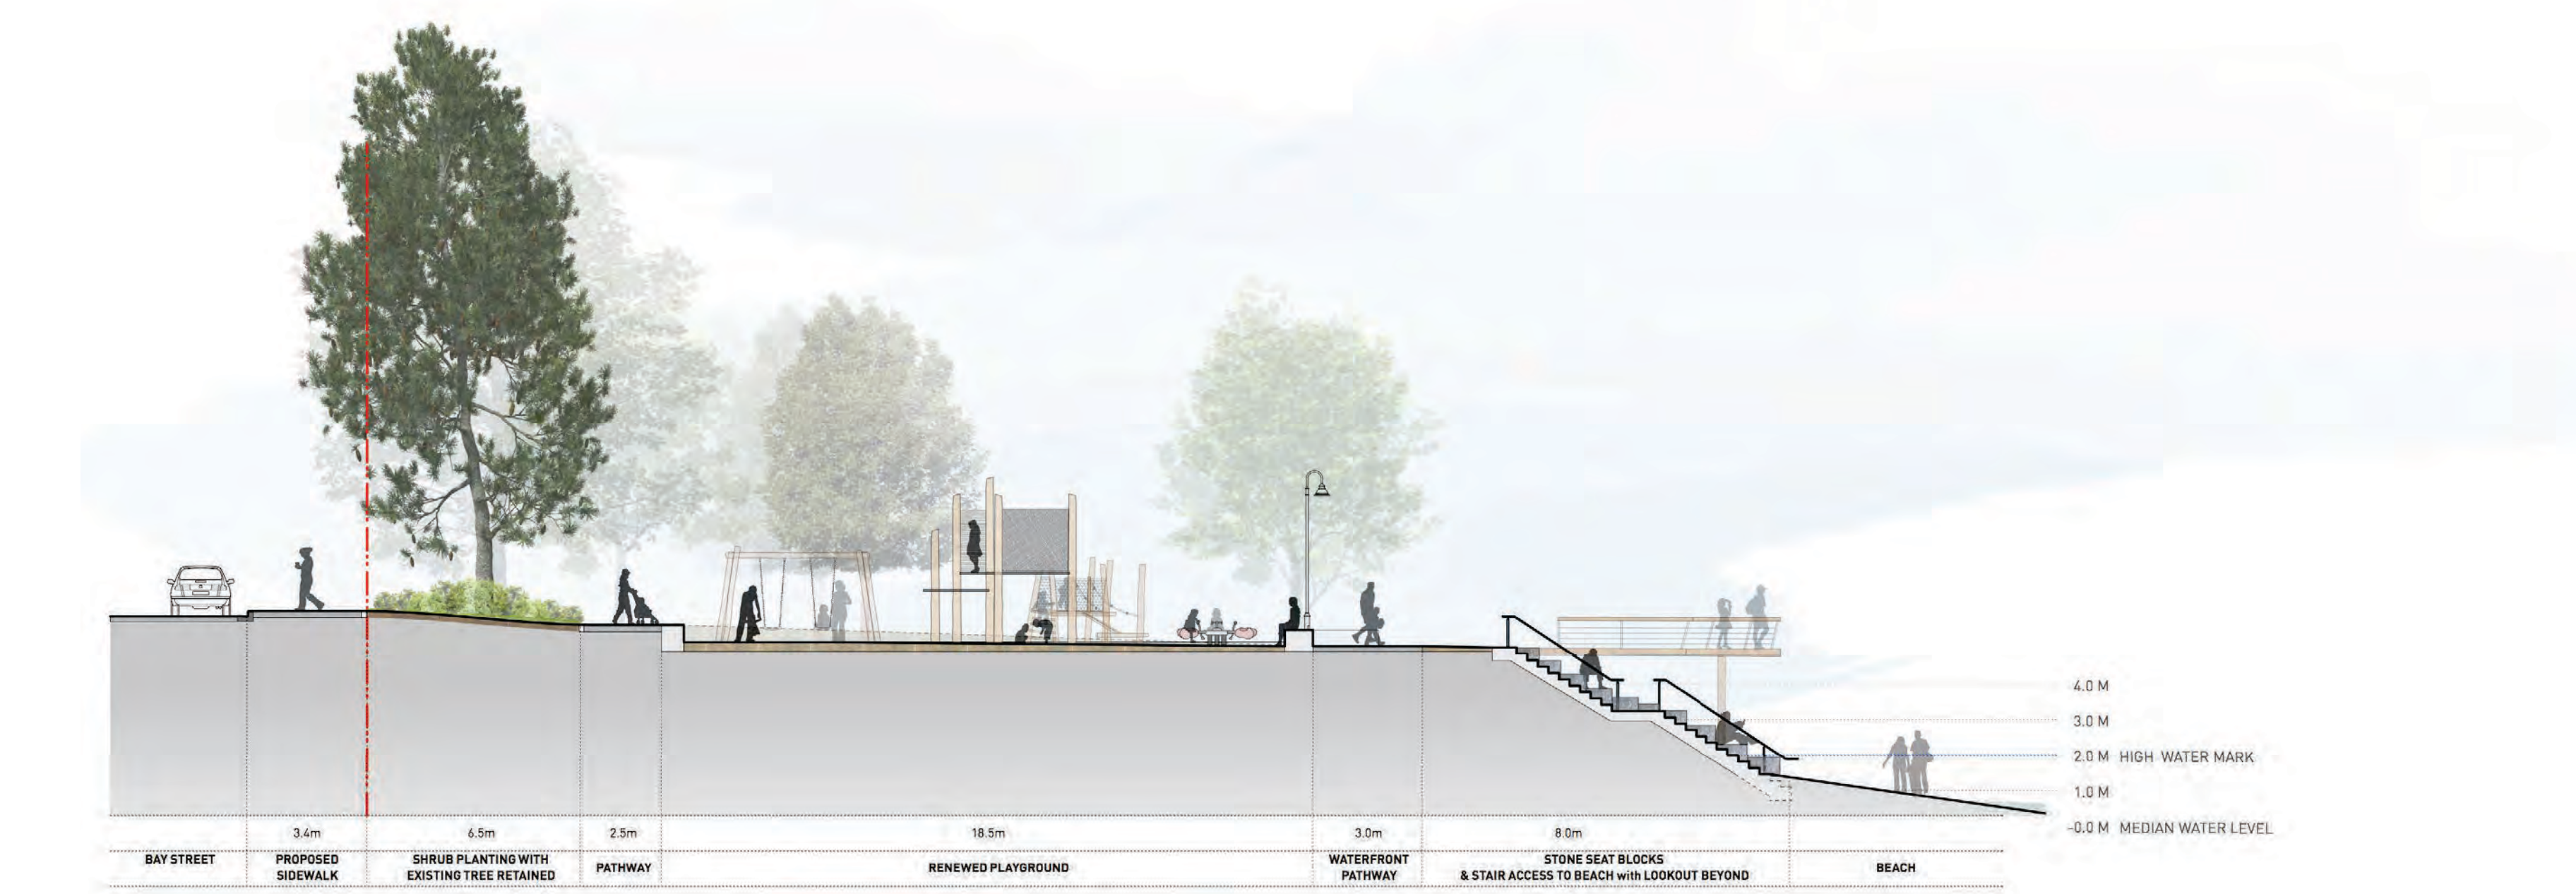 4.0 M
3.0 M
2.0 M HIGH WATER MARK
1.0 M
-0.0 M MEDIAN WATER LEVEL
3.4m
6.5m
2.5m
18.5m
3.0m
8.0m
BAY STREET
PROPOSED
SIDEWALK
SHRUB PLANTING WITH
EXISTING TREE RETAINED
PATHWAY
RENEWED PLAYGROUND
WATERFRONT
PATHWAY
STONE SEAT BLOCKS
& STAIR ACCESS TO BEACH with LOOKOUT BEYOND
BEACH